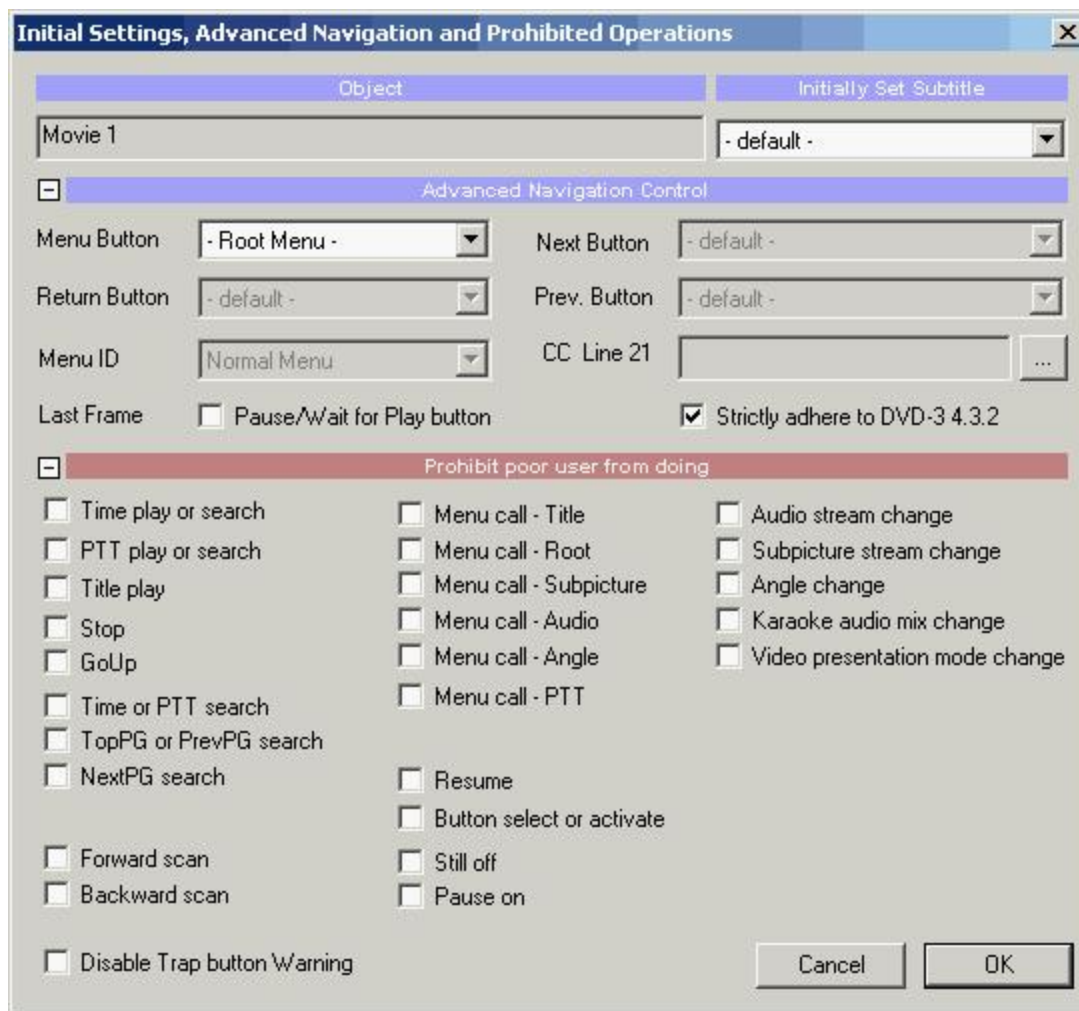 Initial Settings, Advanced Navigation and Prohibited Operations
Object
Initially Set Subtitle
Movie 1
- default -
Advanced Navigation Control
Menu Button
- Root Menu -
Next Button
- default -
Return Button
- default -
Prev. Button
- default -
Menu ID
Normal Menu
CC Line 21
...
Last Frame
Pause/Wait for Play button
Strictly adhere to DVD-3 4.3.2
Prohibit poor user from doing
Time play or search
PTT play or search
Title play
Stop
GoUp
Time or PTT search
TopPG or PrevPG search
NextPG search
Forward scan
Backward scan
Menu call - Title
Menu call - Root
Menu call - Subpicture
Menu call - Audio
Menu call - Angle
Menu call - PTT
Resume
Button select or activate
Still off
Pause on
Audio stream change
Subpicture stream change
Angle change
Karaoke audio mix change
Video presentation mode change
Disable Trap button Warning
Cancel
OK